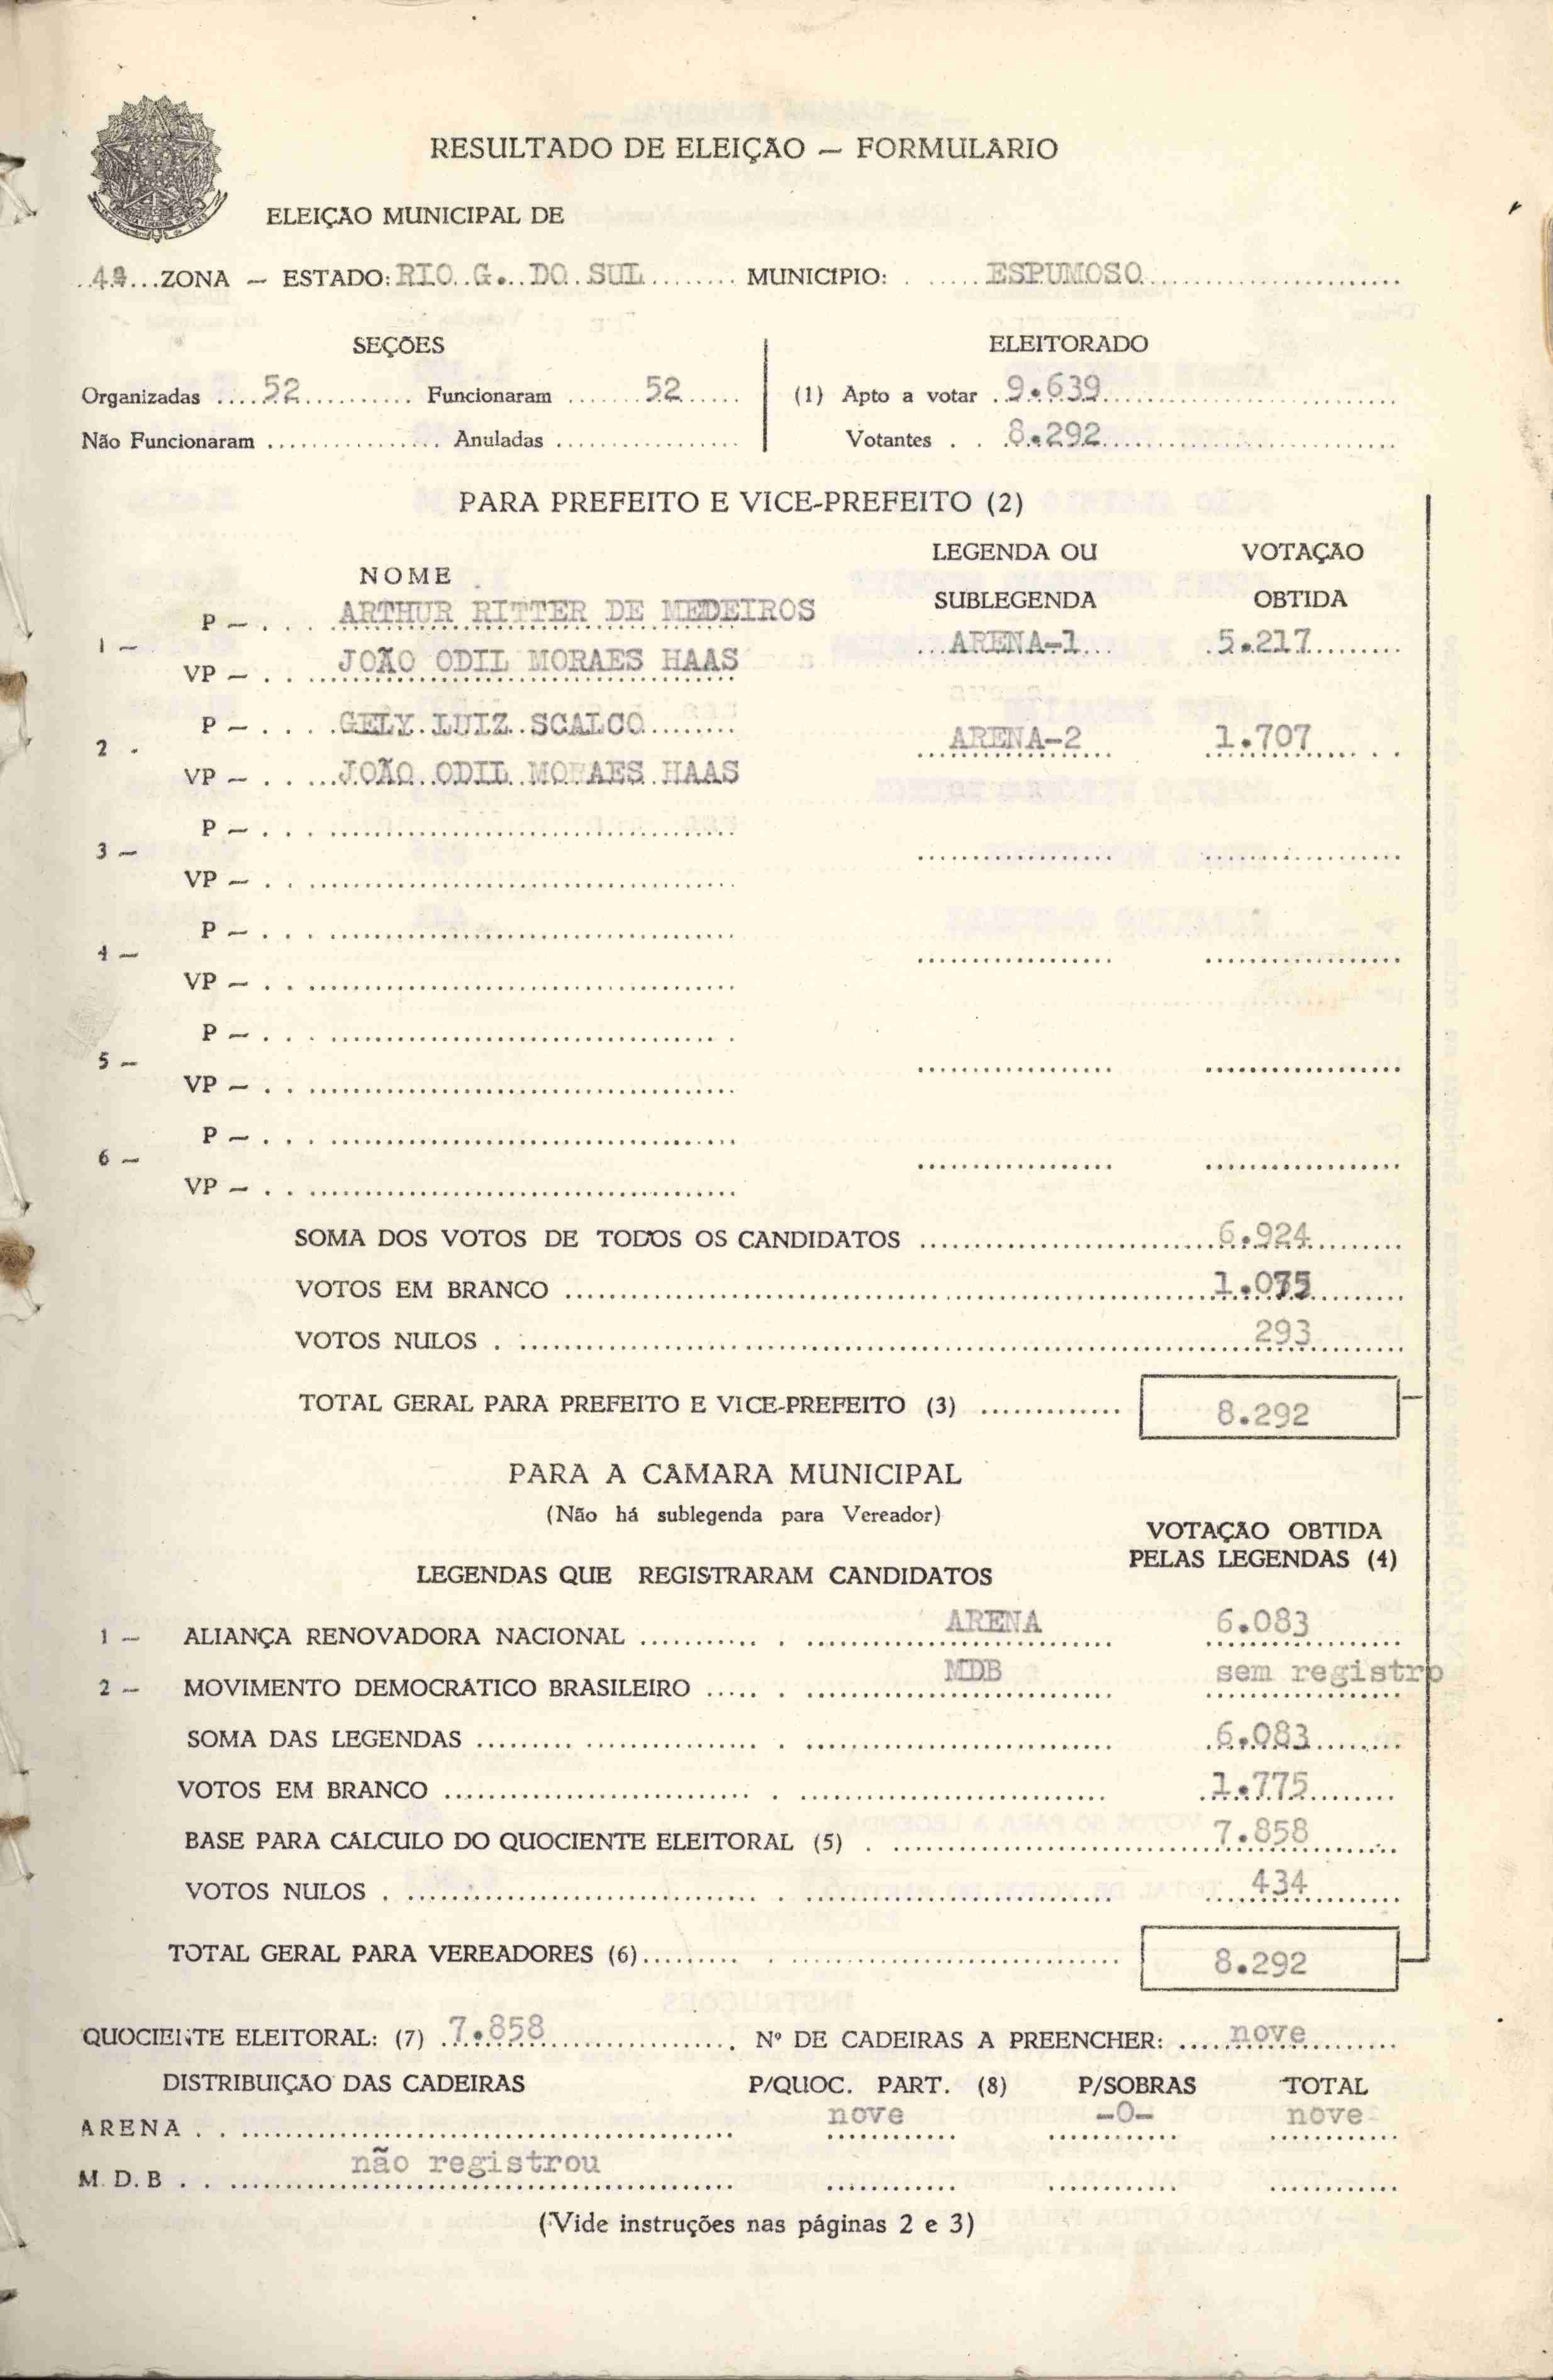 RESULTADO DE ELEIÇÃO — FORMULÁRIO
ELEIÇÃO MUNICIPAL DE
ZONA — ESTADO: RIO G. DO SUL MUNICIPIO: ESPUMOSO
SEÇÕES ELEITORADO
Organizadas 52 Funcionaram 52 (1) Apto a votar 9.639
Não Funcionaram Anuladas Votantes 8.292
PARA PREFEITO E VICE-PREFEITO (2)
NOME LEGENDA OU SUBLEGENDA VOTAÇÃO OBTIDA
P — ARTHUR RITTER DE MEDEIROS
1 — ARENA-1 5.217
VP — JOÃO ODIL MORAES HAAS
P — GELY LUIZ SCALCO
2 - ARENA-2 1.707
VP — JOÃO ODIL MORAES HAAS
P —
3 —
VP —
P —
4 —
VP —
P —
5 —
VP —
P —
6 —
VP —
SOMA DOS VOTOS DE TODOS OS CANDIDATOS 6.924
VOTOS EM BRANCO 1.075
VOTOS NULOS 293
TOTAL GERAL PARA PREFEITO E VICE-PREFEITO (3) 8.292
PARA A CÂMARA MUNICIPAL
(Não há sublegenda para Vereador)
LEGENDAS QUE REGISTRARAM CANDIDATOS VOTAÇÃO OBTIDA PELAS LEGENDAS (4)
1 — ALIANÇA RENOVADORA NACIONAL ARENA 6.083
2 — MOVIMENTO DEMOCRÁTICO BRASILEIRO MDB sem registro
SOMA DAS LEGENDAS 6.083
VOTOS EM BRANCO 1.775
BASE PARA CÁLCULO DO QUOCIENTE ELEITORAL (5) 7.858
VOTOS NULOS 434
TOTAL GERAL PARA VEREADORES (6) 8.292
QUOCIENTE ELEITORAL: (7) 7.858 Nº DE CADEIRAS A PREENCHER: nove
DISTRIBUIÇÃO DAS CADEIRAS P/QUOC. PART. (8) P/SOBRAS TOTAL
ARENA nove -0- nove
M. D. B não registrou
(Vide instruções nas páginas 2 e 3)